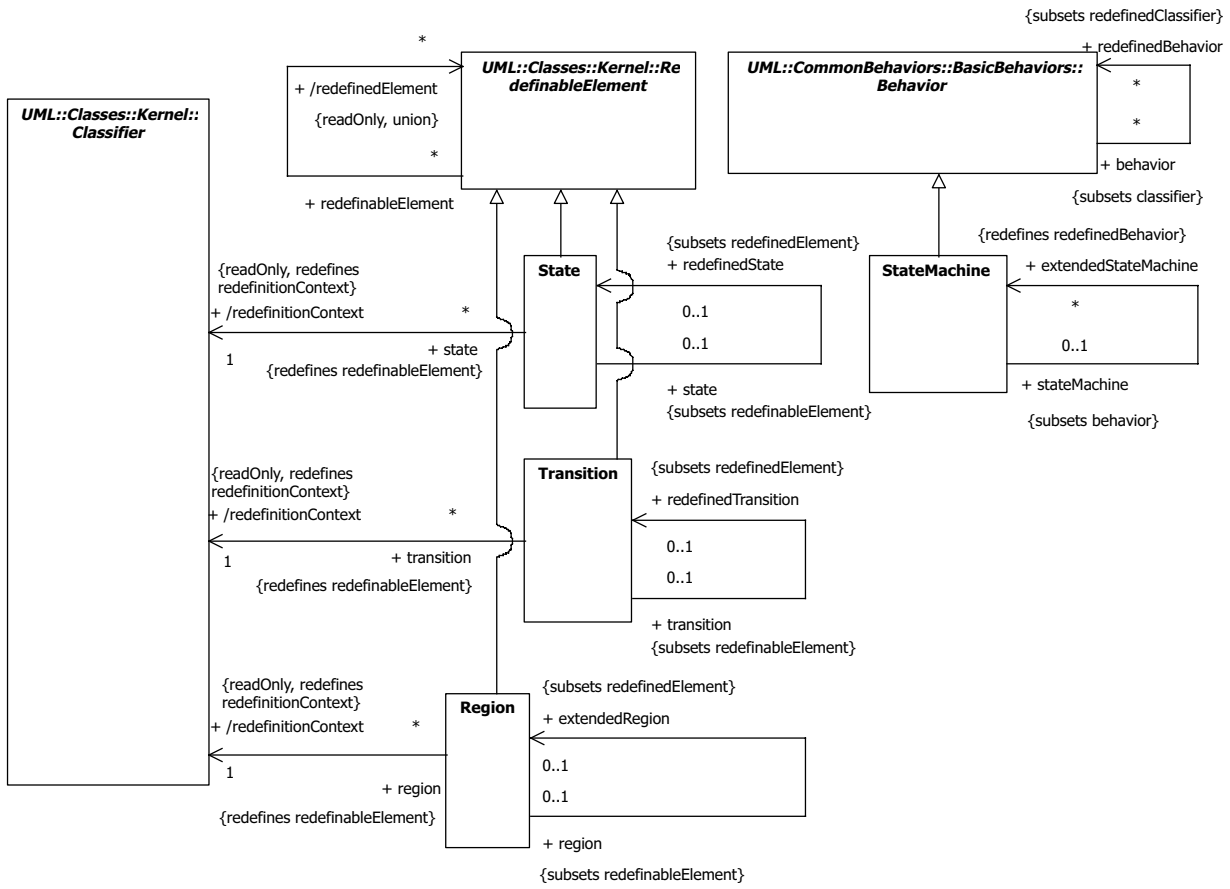 {subsets redefinedClassifier}
+ redefinedBehavior
*
*
+ behavior
{subsets classifier}
UML::CommonBehaviors::BasicBehaviors::
Behavior
*
+ /redefinedElement
{readOnly, union}
*
+ redefinableElement
UML::Classes::Kernel::Re
definableElement
UML::Classes::Kernel::
Classifier
{readOnly, redefines
redefinitionContext}
+ /redefinitionContext
*
1
+ state
{redefines redefinableElement}
State
{subsets redefinedElement}
+ redefinedState
0..1
0..1
+ state
{subsets redefinableElement}
StateMachine
{redefines redefinedBehavior}
+ extendedStateMachine
*
0..1
+ stateMachine
{subsets behavior}
{readOnly, redefines
redefinitionContext}
+ /redefinitionContext
*
1
+ transition
{redefines redefinableElement}
Transition
{subsets redefinedElement}
+ redefinedTransition
0..1
0..1
+ transition
{subsets redefinableElement}
{readOnly, redefines
redefinitionContext}
+ /redefinitionContext
*
1
+ region
{redefines redefinableElement}
Region
{subsets redefinedElement}
+ extendedRegion
0..1
0..1
+ region
{subsets redefinableElement}